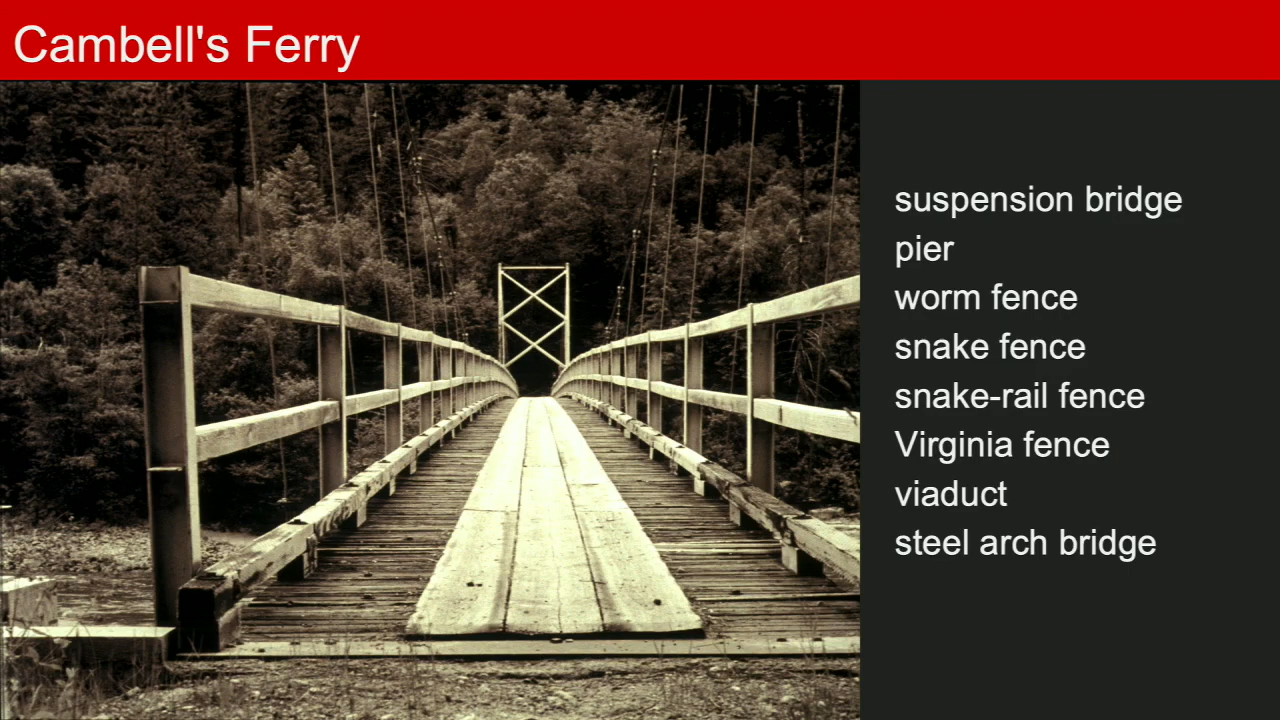 Cambell's Ferry
suspension bridge
pier
worm fence
snake fence
snake-rail fence
Virginia fence
viaduct
steel arch bridge